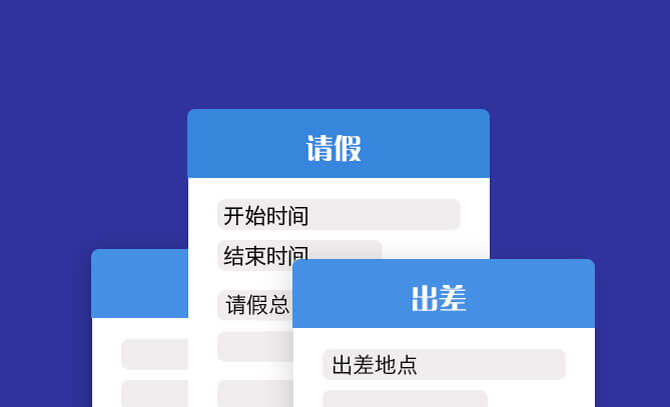 请假
开始时间
结束时间
请假总
出差
出差地点